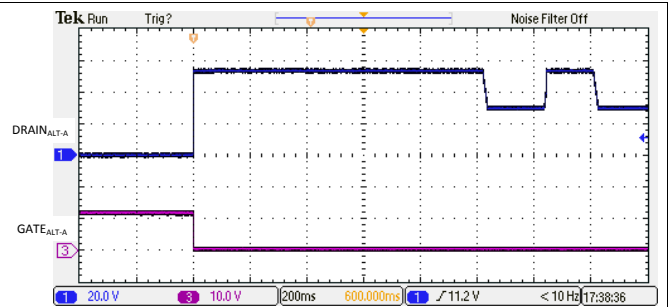 Tek Run Trig? Noise Filter Off
T
T
DRAINALT-A
1
GATEALT-A
3
1 20.0 V 3 10.0 V 200ms 600.000ms 1 ∫ 11.2 V < 10 Hz 17:38:36